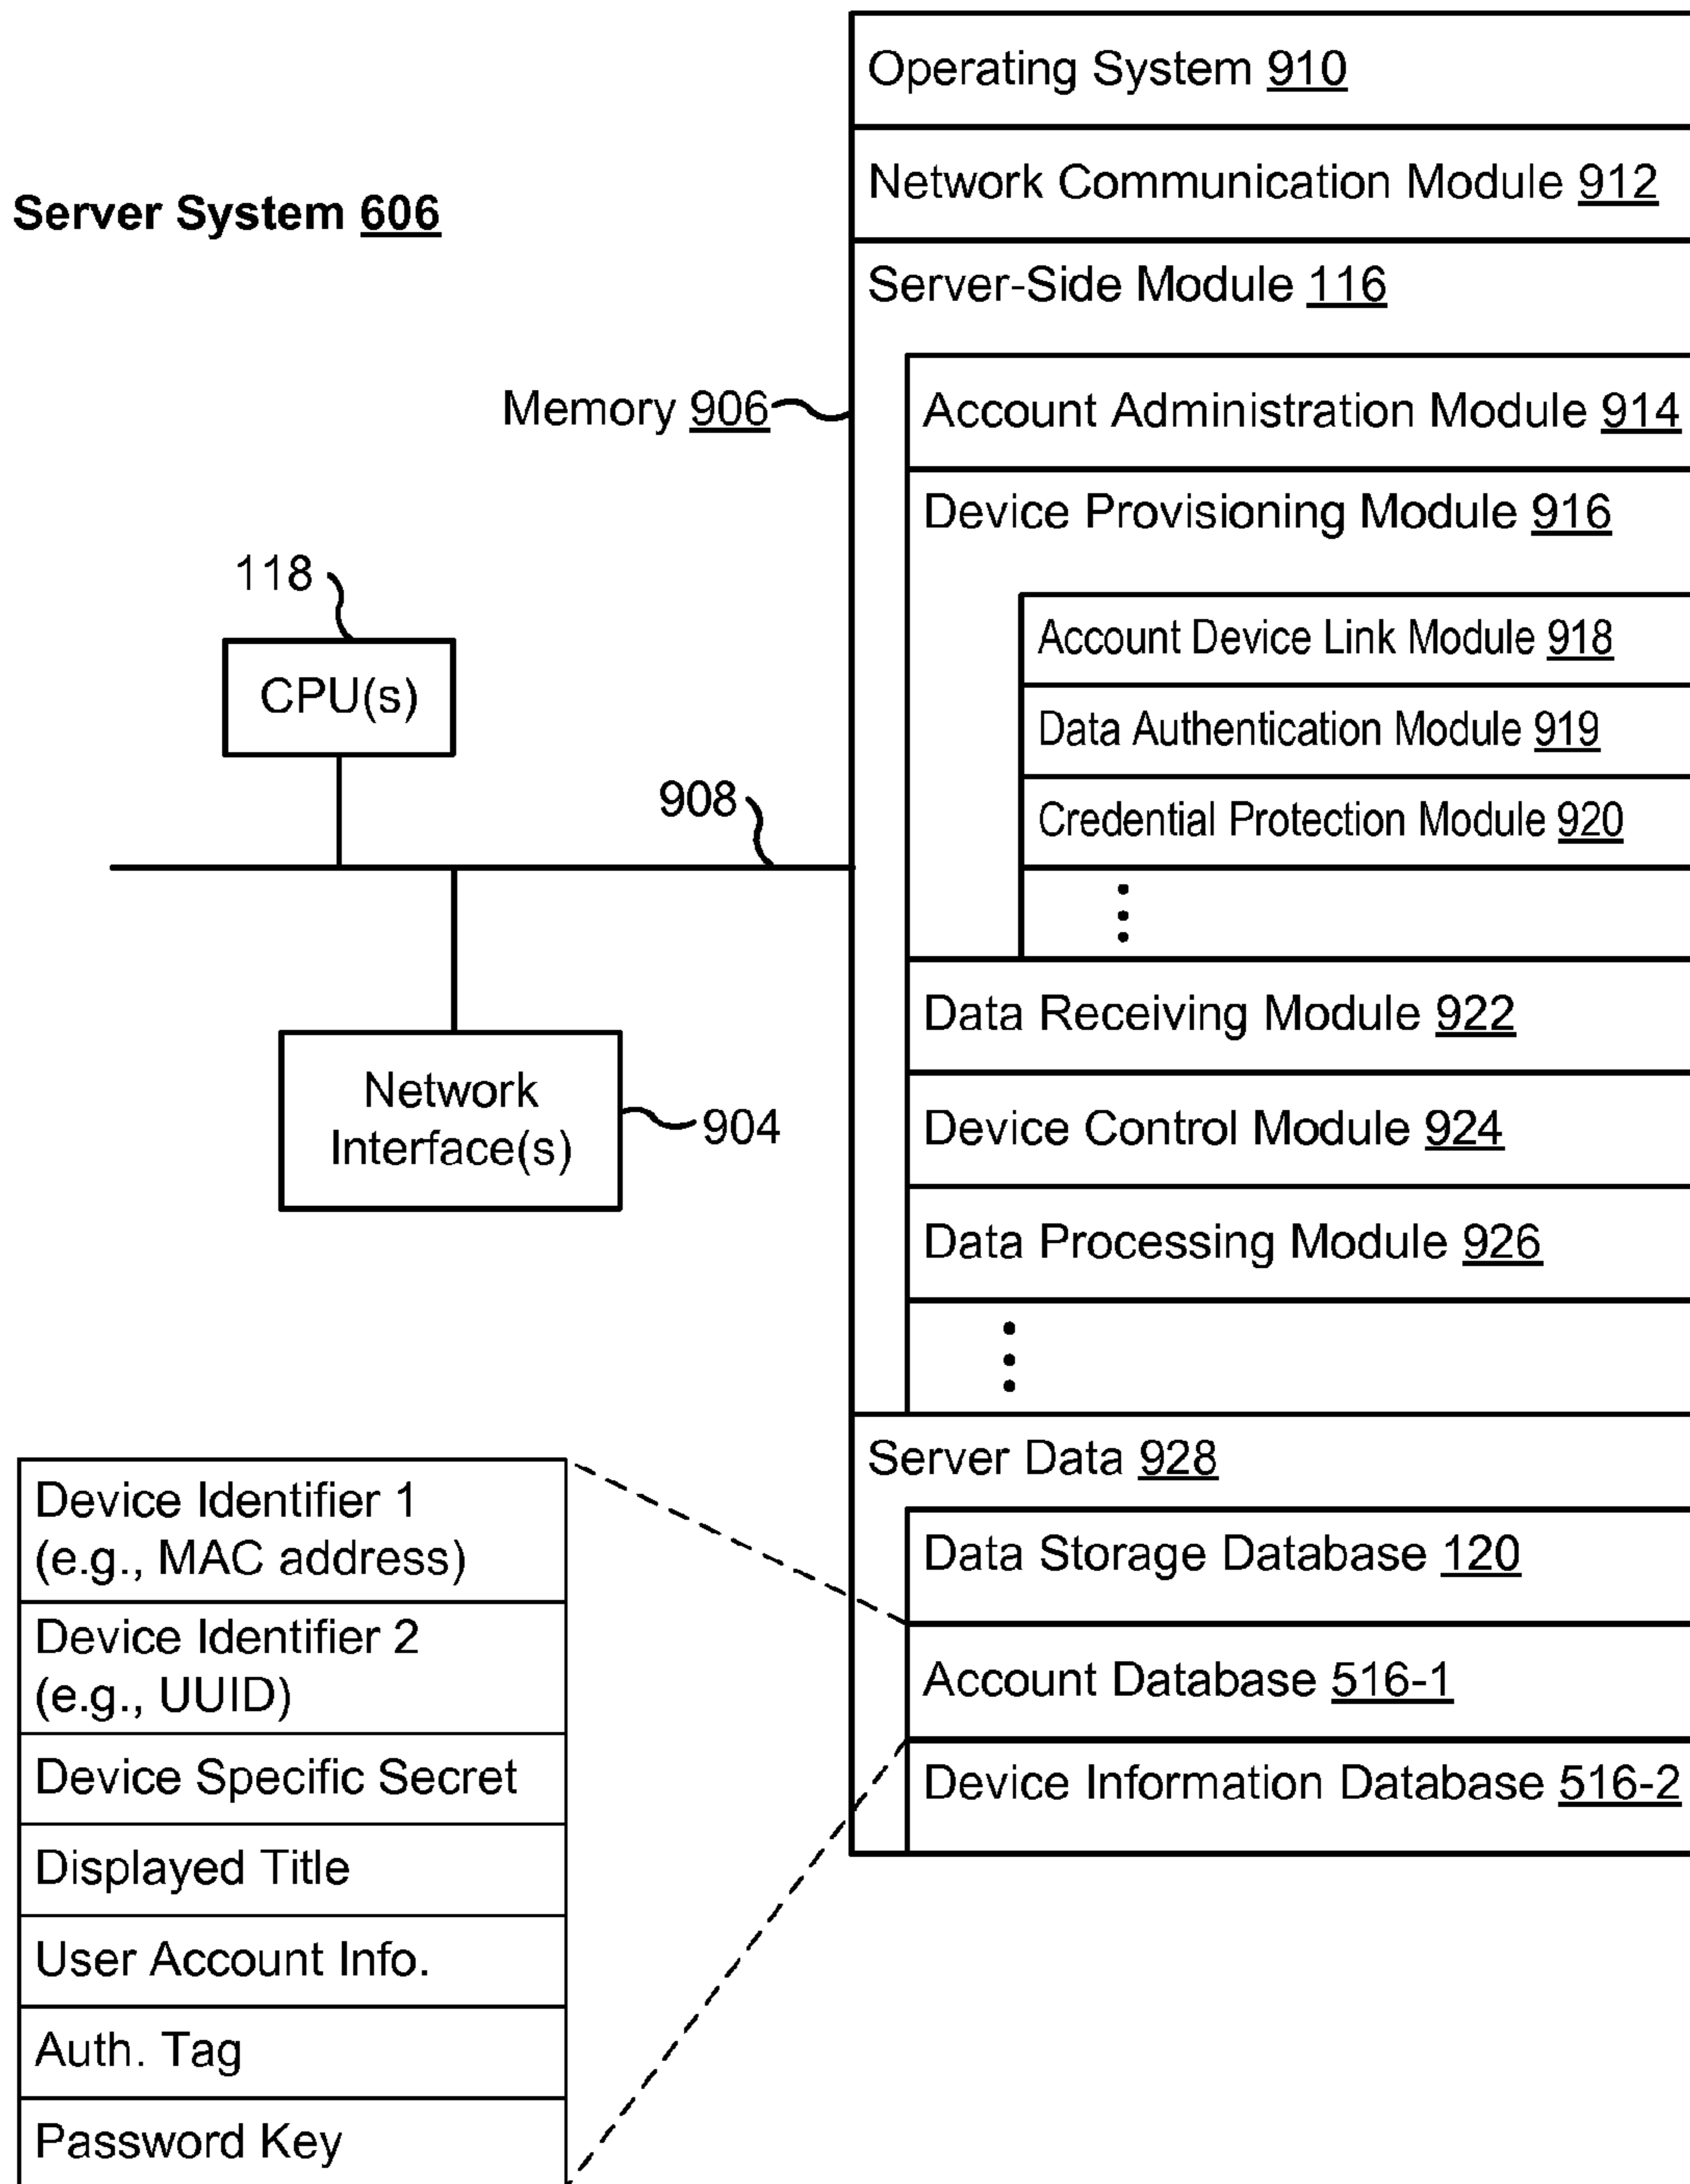 Server System 606
Operating System 910
Network Communication Module 912
Server-Side Module 116
Memory 906
Account Administration Module 914
Device Provisioning Module 916
Account Device Link Module 918
Data Authentication Module 919
Credential Protection Module 920
118
CPU(s)
908
Network
Interface(s)
904
Data Receiving Module 922
Device Control Module 924
Data Processing Module 926
Server Data 928
Data Storage Database 120
Account Database 516-1
Device Information Database 516-2
Device Identifier 1
(e.g., MAC address)
Device Identifier 2
(e.g., UUID)
Device Specific Secret
Displayed Title
User Account Info.
Auth. Tag
Password Key